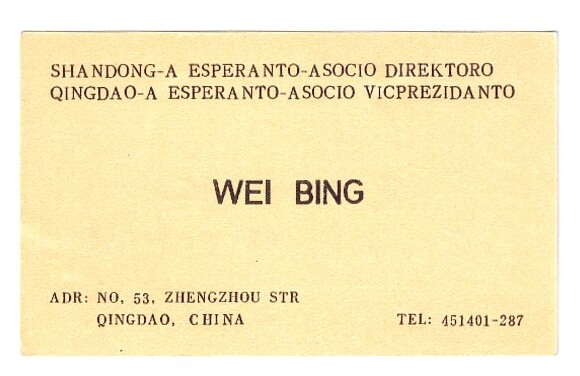 SHANDONG-A ESPERANTO-ASOCIO DIREKTORO
QINGDAO-A ESPERANTO-ASOCIO VICPREZIDANTO
WEI BING
ADR: NO, 53, ZHENGZHOU STR
QINGDAO, CHINA
TEL: 451401-287